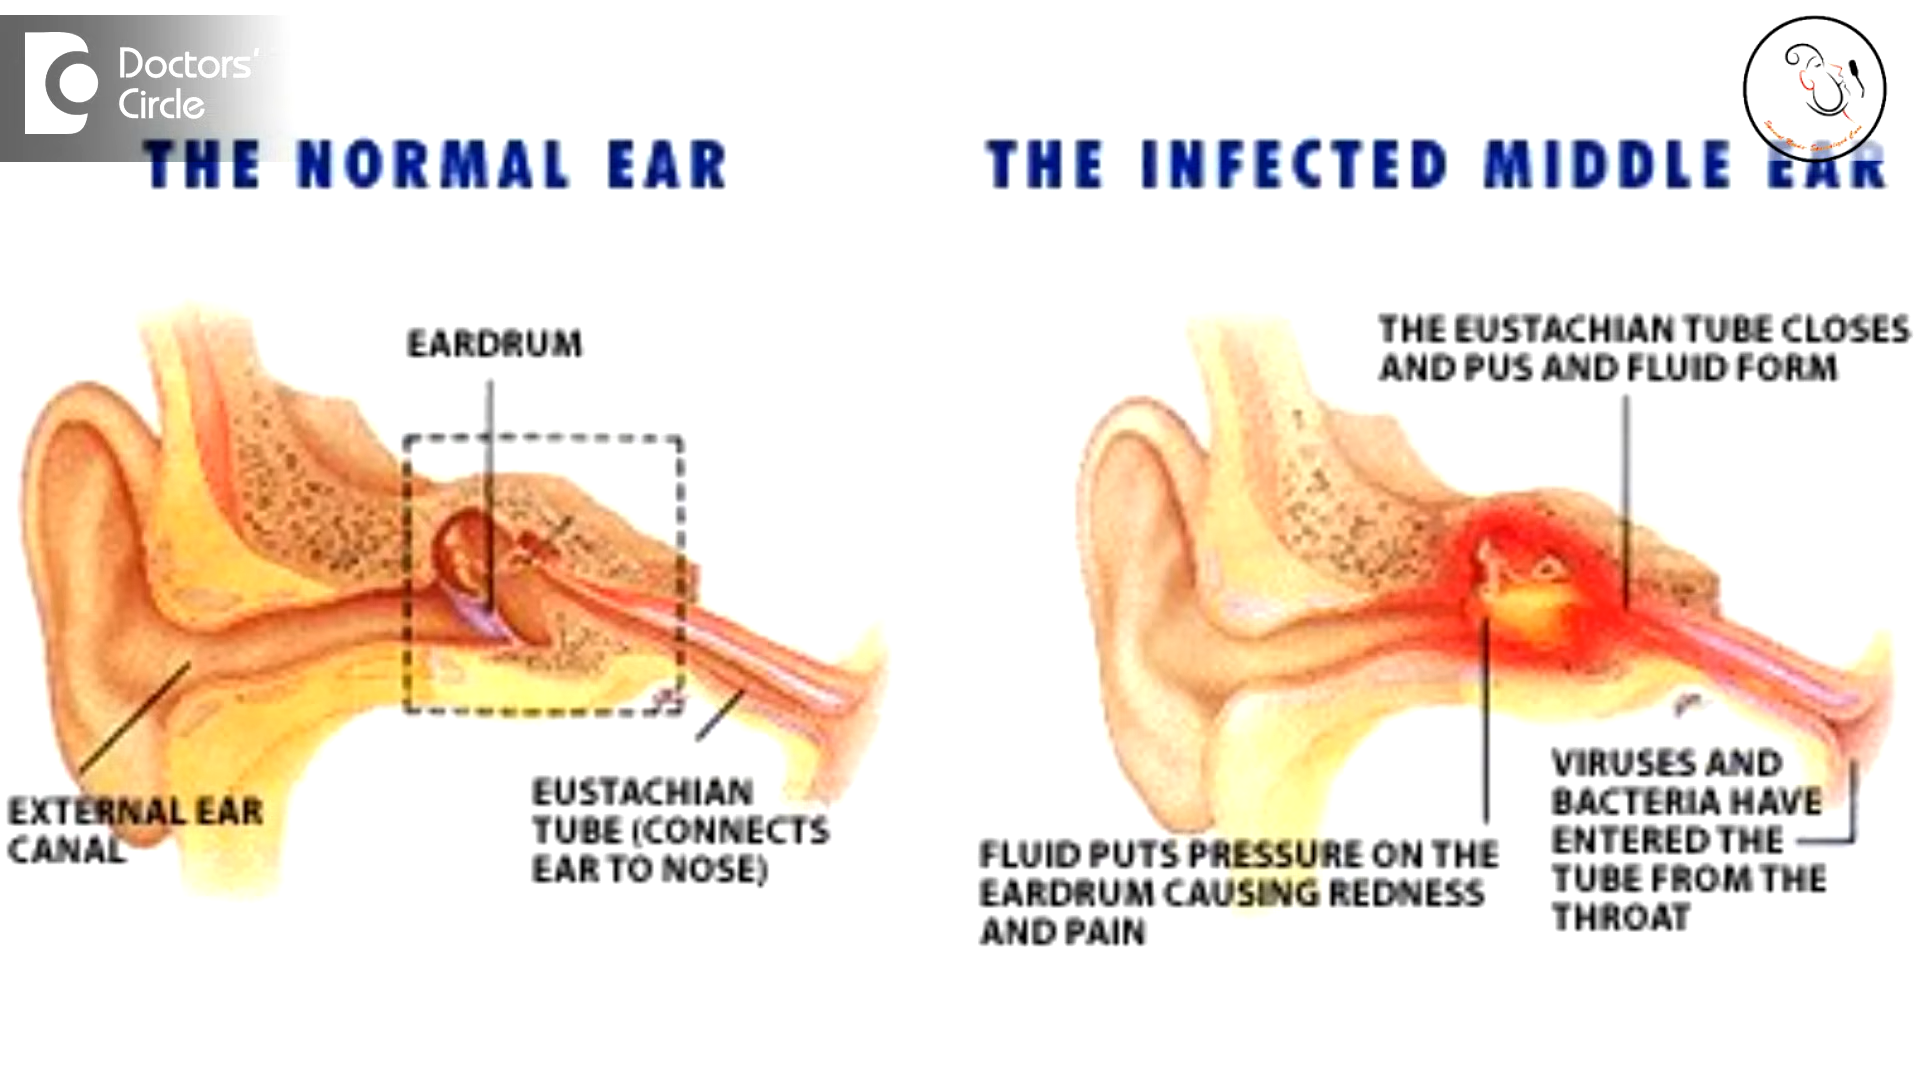 Doctors'
Circle
THE NORMAL EAR
THE INFECTED MIDDLE EAR
EARDRUM
EXTERNAL EAR
CANAL
EUSTACHIAN
TUBE (CONNECTS
EAR TO NOSE)
THE EUSTACHIAN TUBE CLOSES
AND PUS AND FLUID FORM
FLUID PUTS PRESSURE ON THE
EARDRUM CAUSING REDNESS
AND PAIN
VIRUSES AND
BACTERIA HAVE
ENTERED THE
TUBE FROM THE
THROAT